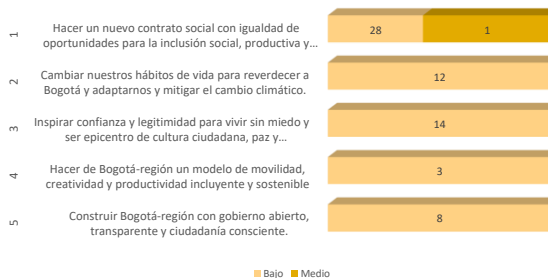 1
Hacer un nuevo contrato social con igualdad de
oportunidades para la inclusión social, productiva y…
28
1
2
Cambiar nuestros hábitos de vida para reverdecer a
Bogotá y adaptarnos y mitigar el cambio climático.
12
3
Inspirar confianza y legitimidad para vivir sin miedo y
ser epicentro de cultura ciudadana, paz y…
14
4
Hacer de Bogotá-región un modelo de movilidad,
creatividad y productividad incluyente y sostenible
3
5
Construir Bogotá-región con gobierno abierto,
transparente y ciudadanía consciente.
8
Bajo Medio